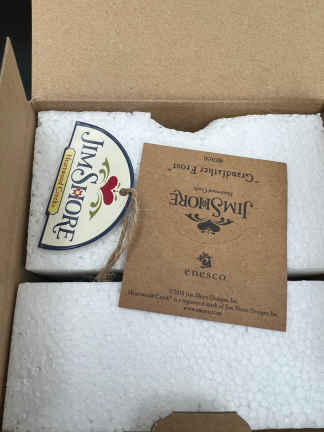 JIM SHORE
Heartwood Creek
"Grandfather Frost"
Heartwood Creek
JIM SHORE
enesco
Jim Shore Designs, Inc.
Heartwood Creek® is a registered mark of Jim Shore Designs, Inc.
www.enesco.com